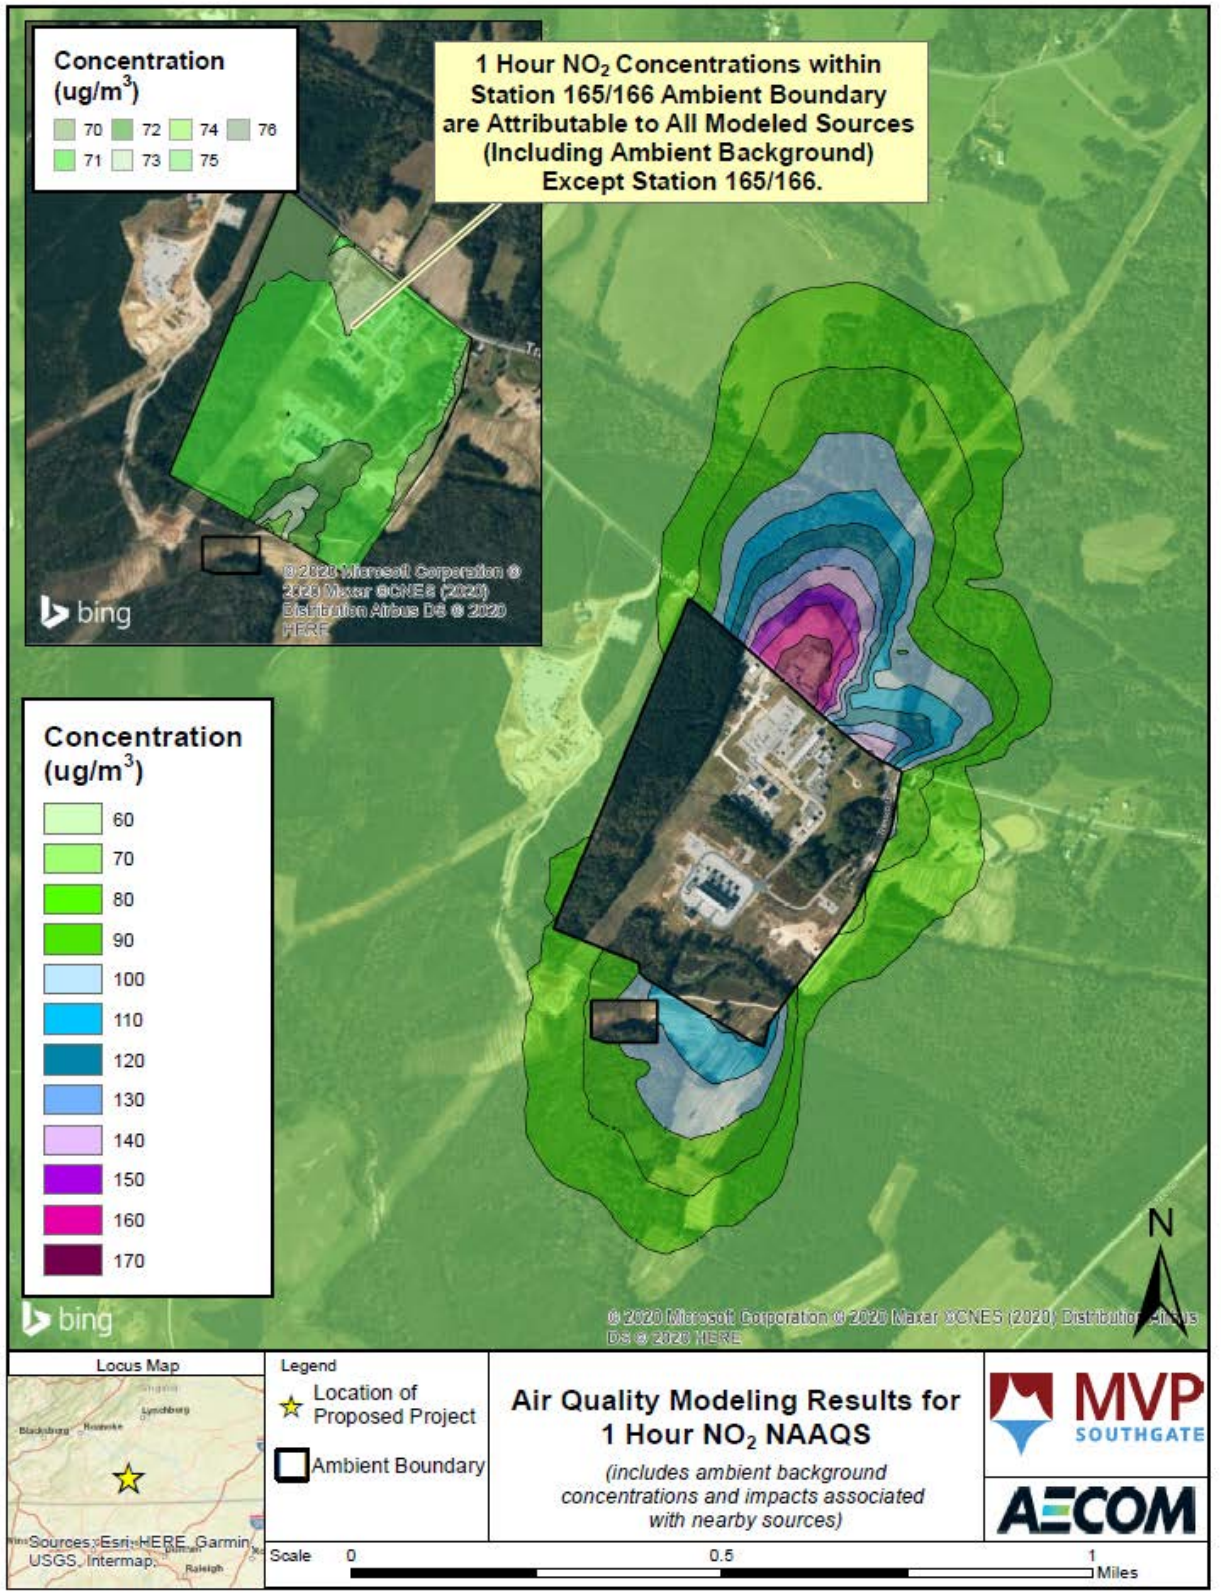 Concentration
(ug/m³)
70 72 74 76
71 73 75
1 Hour NO₂ Concentrations within
Station 165/166 Ambient Boundary
are Attributable to All Modeled Sources
(Including Ambient Background)
Except Station 165/166.
© 2020 Microsoft Corporation ©
2020 Maxar ©CNES (2020)
Distribution Airbus DS © 2020
HERE
bing
Concentration
(ug/m³)
60
70
80
90
100
110
120
130
140
150
160
170
bing
N
© 2020 Microsoft Corporation © 2020 Maxar ©CNES (2020) Distribution Airbus
DS © 2020 HERE
Locus Map
Lynchburg
Blacksburg Roanoke
Sources: Esri, HERE, Garmin,
USGS, Intermap,
Raleigh
Legend
Location of
Proposed Project
Ambient Boundary
Air Quality Modeling Results for
1 Hour NO₂ NAAQS
(includes ambient background
concentrations and impacts associated
with nearby sources)
MVP
SOUTHGATE
AECOM
Scale 0 0.5 1
Miles